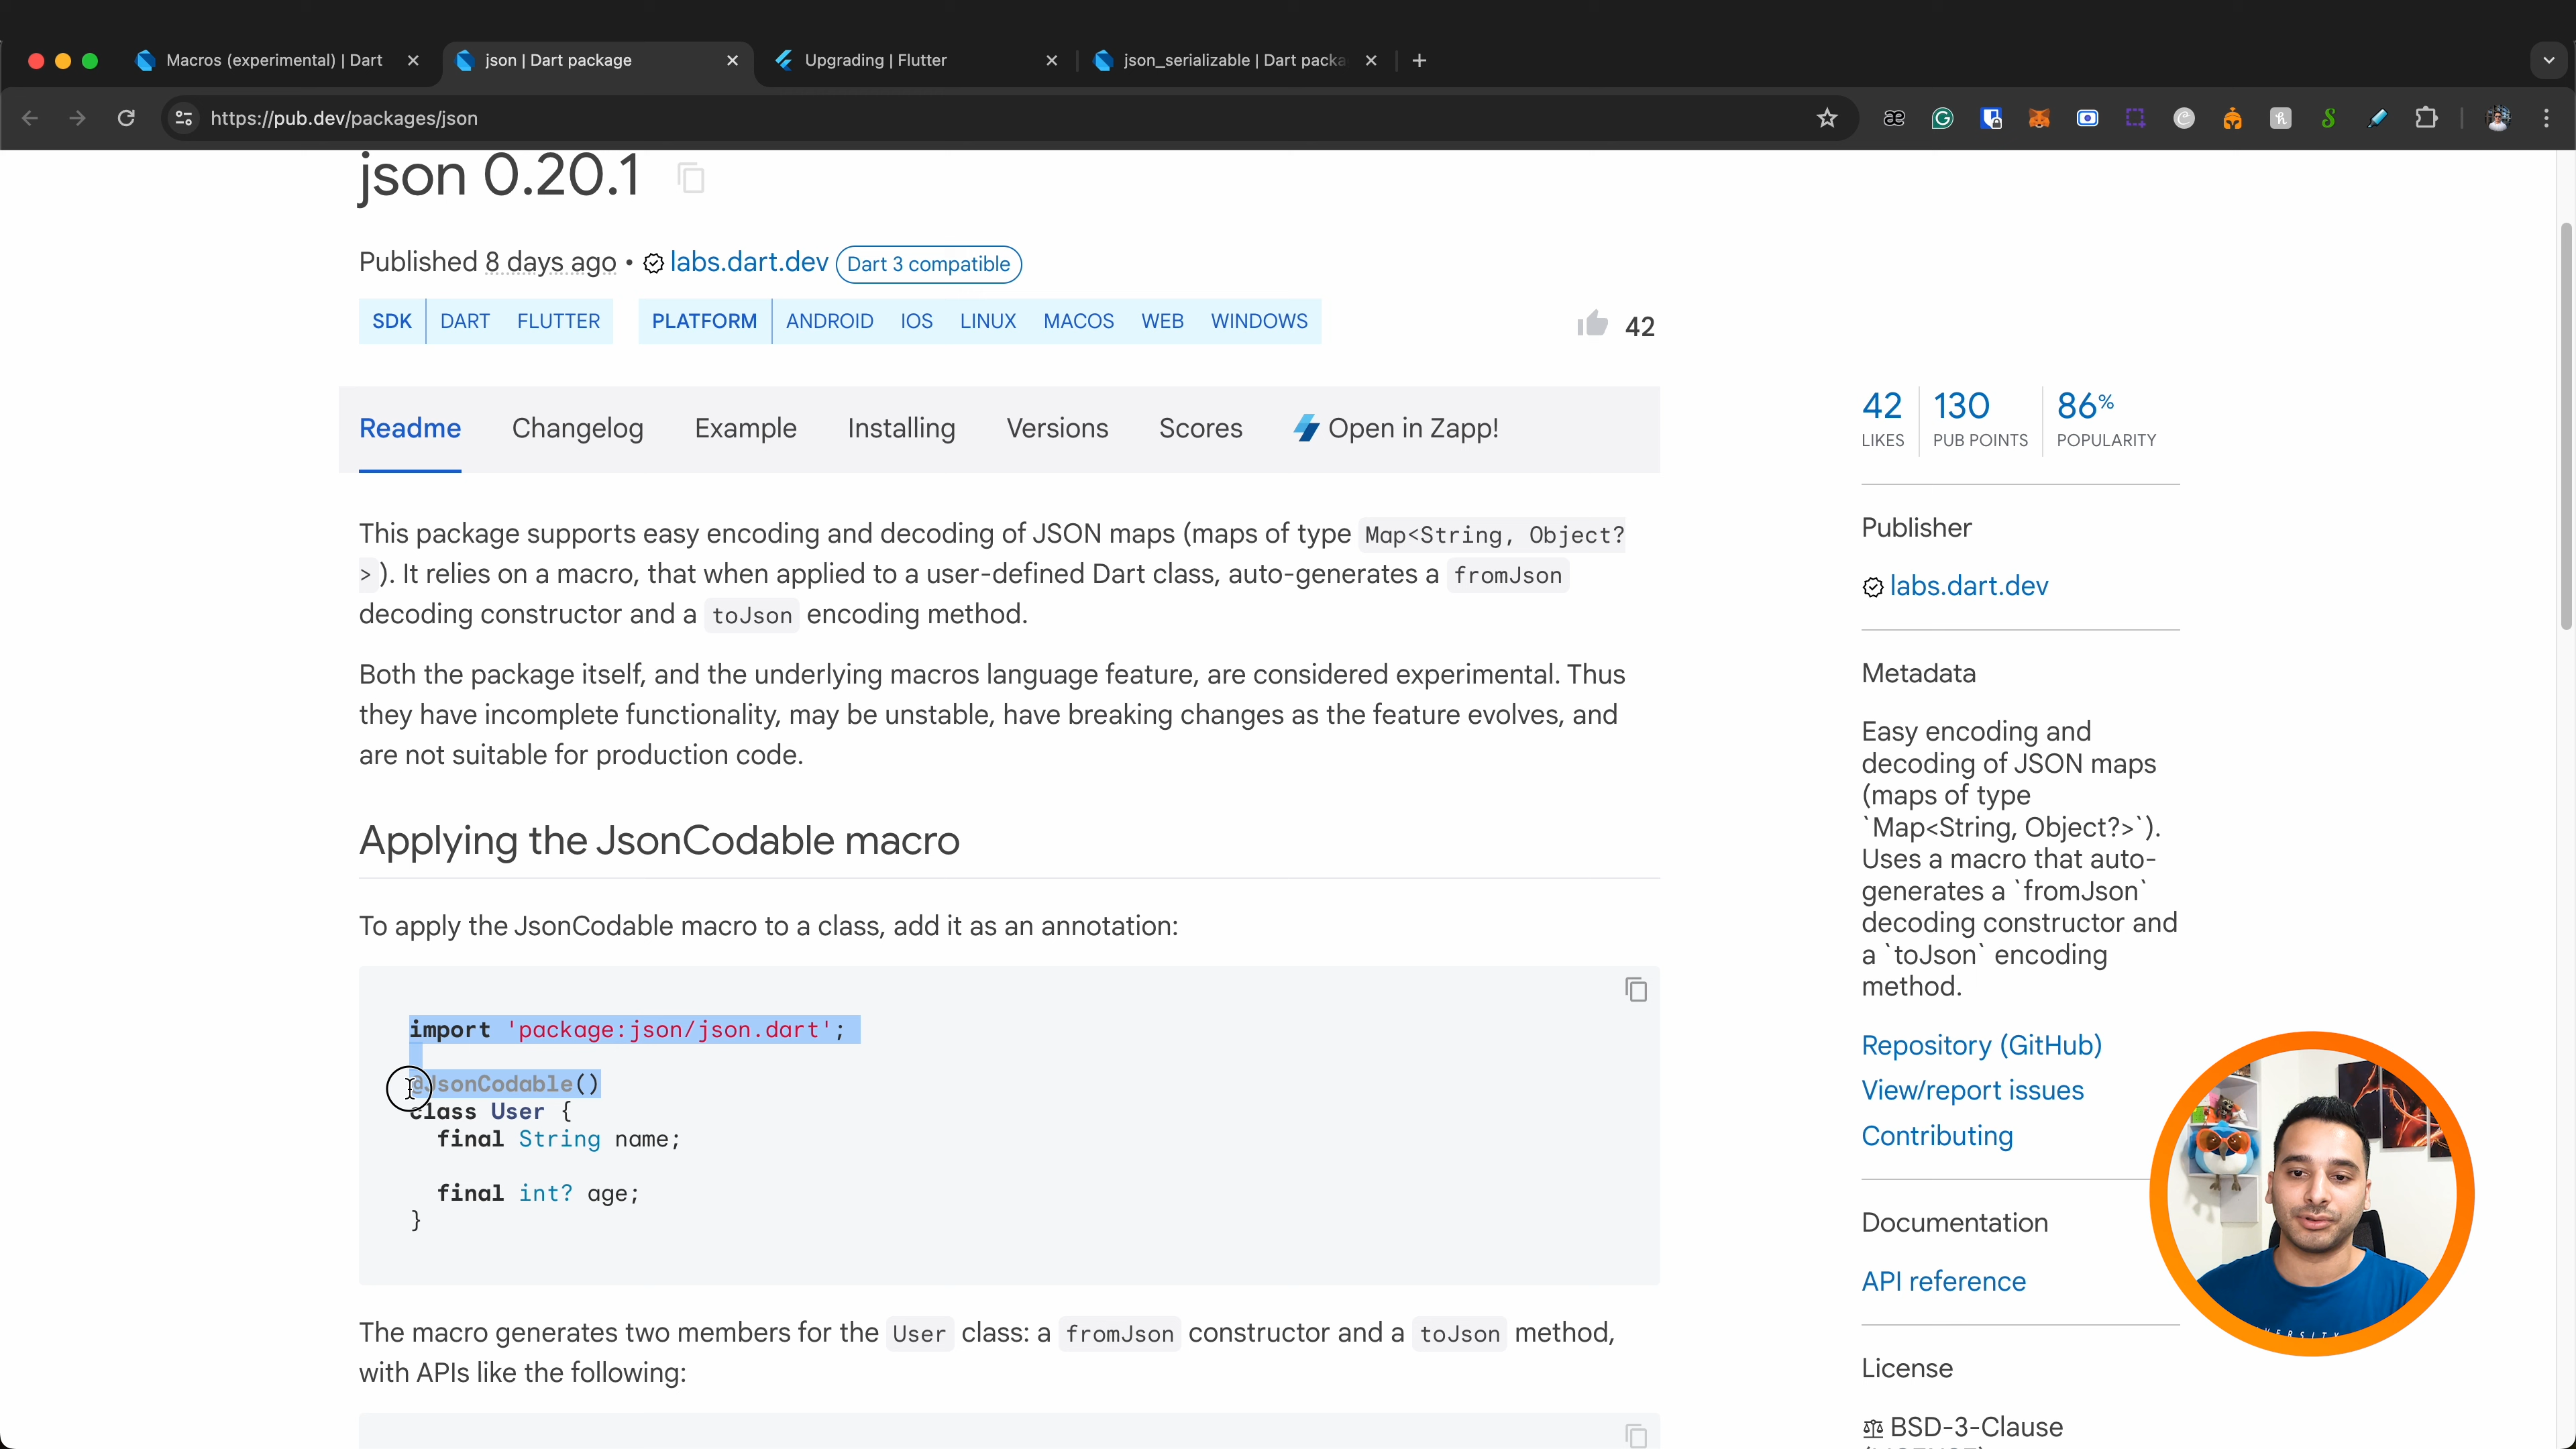 Macros (experimental) | Dart
json | Dart package
Upgrading | Flutter
json_serializable | Dart packa
https://pub.dev/packages/json
json 0.20.1
Published 8 days ago • labs.dart.dev Dart 3 compatible
SDK DART FLUTTER PLATFORM ANDROID IOS LINUX MACOS WEB WINDOWS
42
Readme Changelog Example Installing Versions Scores Open in Zapp!
This package supports easy encoding and decoding of JSON maps (maps of type Map<String, Object?
>). It relies on a macro, that when applied to a user-defined Dart class, auto-generates a fromJson
decoding constructor and a toJson encoding method.
Both the package itself, and the underlying macros language feature, are considered experimental. Thus
they have incomplete functionality, may be unstable, have breaking changes as the feature evolves, and
are not suitable for production code.
Applying the JsonCodable macro
To apply the JsonCodable macro to a class, add it as an annotation:
import 'package:json/json.dart';
@JsonCodable()
class User {
final String name;
final int? age;
}
The macro generates two members for the User class: a fromJson constructor and a toJson method,
with APIs like the following:
42 130 86%
LIKES PUB POINTS POPULARITY
Publisher
labs.dart.dev
Metadata
Easy encoding and
decoding of JSON maps
(maps of type
`Map<String, Object?>`).
Uses a macro that auto-
generates a `fromJson`
decoding constructor and
a `toJson` encoding
method.
Repository (GitHub)
View/report issues
Contributing
Documentation
API reference
License
BSD-3-Clause